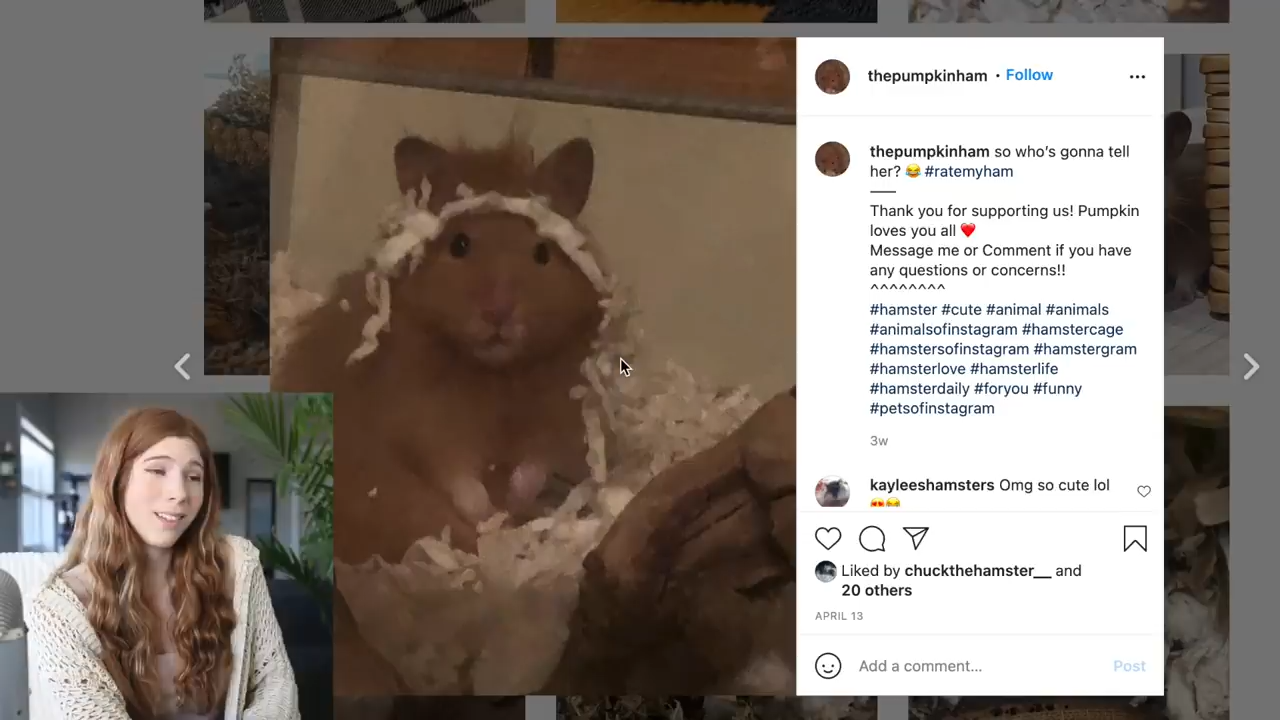 thepumpkinham • Follow
thepumpkinham so who's gonna tell
her? 😂 #ratemyham
——
Thank you for supporting us! Pumpkin
loves you all ❤️
Message me or Comment if you have
any questions or concerns!!
^^^^^^^^
#hamster #cute #animal #animals
#animalsofinstagram #hamstercage
#hamstersofinstagram #hamstergram
#hamsterlove #hamsterlife
#hamsterdaily #foryou #funny
#petsofinstagram
3w
kayleeshamsters Omg so cute lol
Liked by chuckthehamster__ and
20 others
APRIL 13
Add a comment... Post